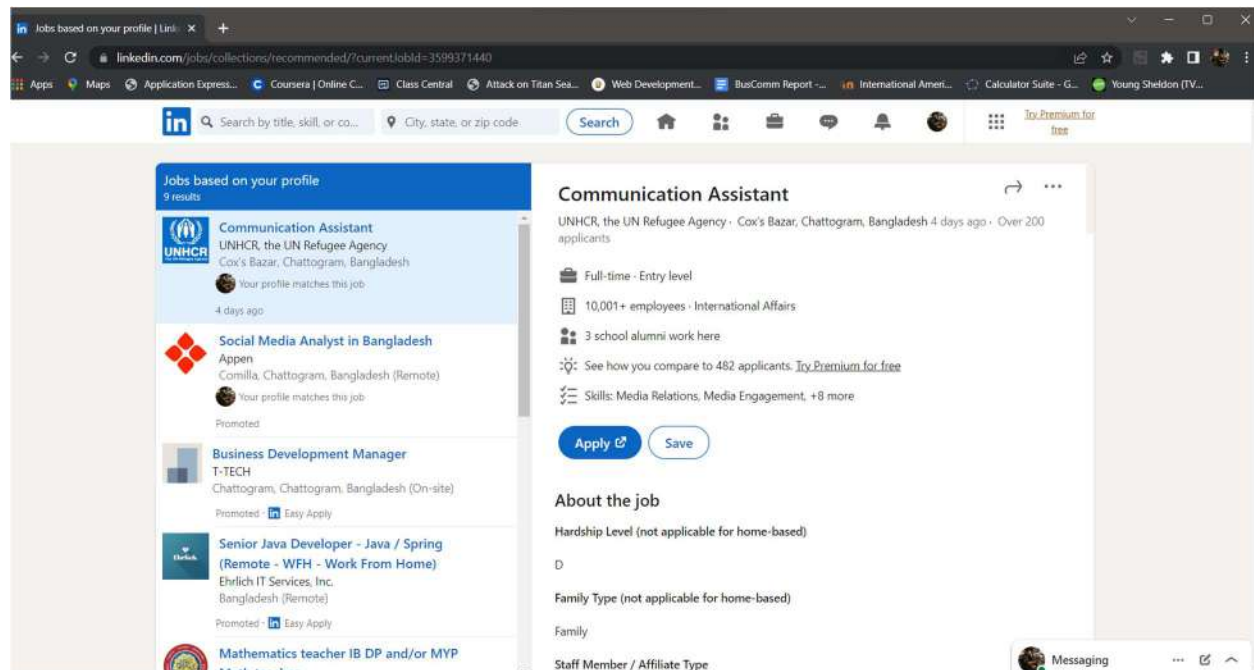 Jobs based on your profile | Link
linkedin.com/jobs/collections/recommended/?currentJobId=3599371440
Apps Maps Application Express... Coursera | Online C... Class Central Attack on Titan Sea... Web Development... BusComm Report -... International Ameri... Calculator Suite - G... Young Sheldon (TV...
in Search by title, skill, or co... City, state, or zip code Search Try Premium for
free
Jobs based on your profile
9 results
UNHCR
Communication Assistant
UNHCR, the UN Refugee Agency
Cox's Bazar, Chattogram, Bangladesh
Your profile matches this job
4 days ago
Social Media Analyst in Bangladesh
Appen
Comilla, Chattogram, Bangladesh (Remote)
Your profile matches this job
Promoted
Business Development Manager
T-TECH
Chattogram, Chattogram, Bangladesh (On-site)
Promoted · in Easy Apply
Senior Java Developer - Java / Spring
(Remote - WFH - Work From Home)
Ehrlich IT Services, Inc.
Bangladesh (Remote)
Promoted · in Easy Apply
Mathematics teacher IB DP and/or MYP
Communication Assistant
UNHCR, the UN Refugee Agency · Cox's Bazar, Chattogram, Bangladesh 4 days ago · Over 200
applicants
Full-time · Entry level
10,001+ employees · International Affairs
3 school alumni work here
See how you compare to 482 applicants. Try Premium for free
Skills: Media Relations, Media Engagement, +8 more
Apply Save
About the job
Hardship Level (not applicable for home-based)
D
Family Type (not applicable for home-based)
Family
Staff Member / Affiliate Type
Messaging